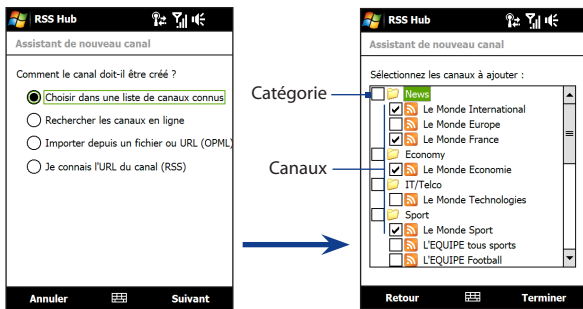 RSS Hub
Assistant de nouveau canal
Comment le canal doit-il être créé ?
Choisir dans une liste de canaux connus
Rechercher les canaux en ligne
Importer depuis un fichier ou URL (OPML)
Je connais l'URL du canal (RSS)
Annuler
Suivant
Catégorie
Canaux
RSS Hub
Assistant de nouveau canal
Sélectionnez les canaux à ajouter :
News
Le Monde International
Le Monde Europe
Le Monde France
Economy
Le Monde Economie
IT/Telco
Le Monde Technologies
Sport
Le Monde Sport
L'EQUIPE tous sports
L'EQUIPE Football
Retour
Terminer